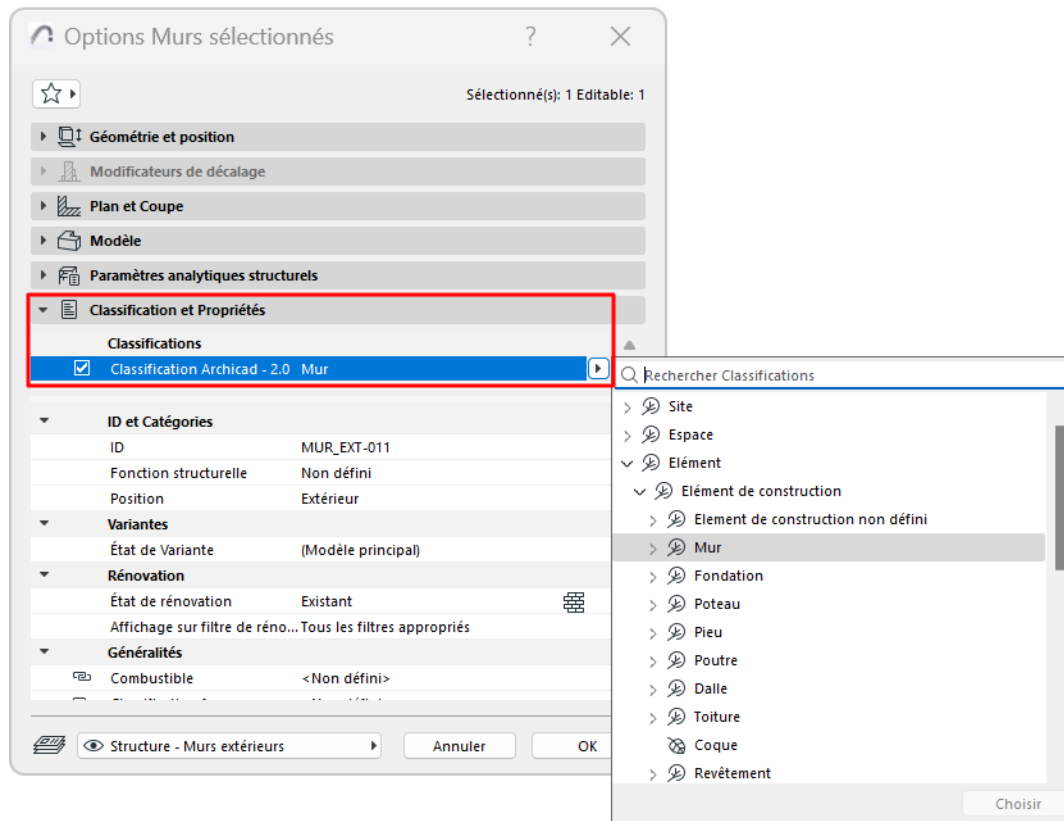 Options Murs sélectionnés
?
Sélectionné(s): 1 Editable: 1
Géométrie et position
Modificateurs de décalage
Plan et Coupe
Modèle
Paramètres analytiques structurels
Classification et Propriétés
Classifications
Classification Archicad - 2.0 Mur
ID et Catégories
ID MUR_EXT-011
Fonction structurelle Non défini
Position Extérieur
Variantes
État de Variante (Modèle principal)
Rénovation
État de rénovation Existant
Affichage sur filtre de réno... Tous les filtres appropriés
Généralités
Combustible <Non défini>
Structure - Murs extérieurs
Annuler
OK
Rechercher Classifications
Site
Espace
Elément
Elément de construction
Element de construction non défini
Mur
Fondation
Poteau
Pieu
Poutre
Dalle
Toiture
Coque
Revêtement
Choisir